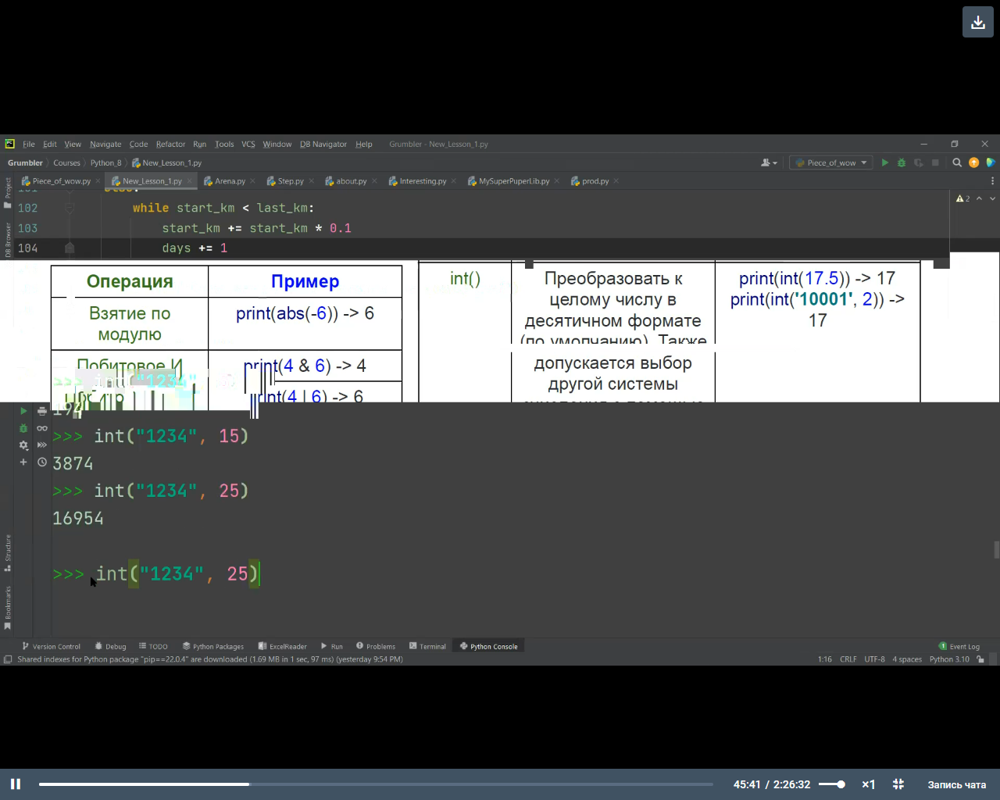 File Edit View Navigate Code Refactor Run Tools VCS Window DB Navigator Help Grumbler - New_Lesson_1.py
Grumbler Courses Python_8 New_Lesson_1.py Piece_of_wow
Project Piece_of_wow.py New_Lesson_1.py Arena.py Step.py about.py Interesting.py MySuperPuperLib.py prod.py
DB Browser
102 while start_km < last_km: 2
103 start_km += start_km * 0.1
104 days += 1
Операция Пример
Взятие по
модулю
print(abs(-6)) -> 6
Побитовое И print(4 & 6) -> 4
print(4 | 6) -> 6
int()
Преобразовать к
целому числу в
десятичном формате
(по умолчанию). Также
допускается выбор
другой системы
print(int(17.5)) -> 17
print(int('10001', 2)) ->
17
>>> int("1234"
194
>>> int("1234", 15)
3874
>>> int("1234", 25)
16954
>>> int("1234", 25)
Structure
Bookmarks
Version Control Debug TODO Python Packages ExcelReader Run Problems Terminal Python Console 1 Event Log
Shared indexes for Python package "pip==22.0.4" are downloaded (1.69 MB in 1 sec, 97 ms) (yesterday 9:54 PM) 1:16 CRLF UTF-8 4 spaces Python 3.10
45:41 / 2:26:32 ×1 Запись чата